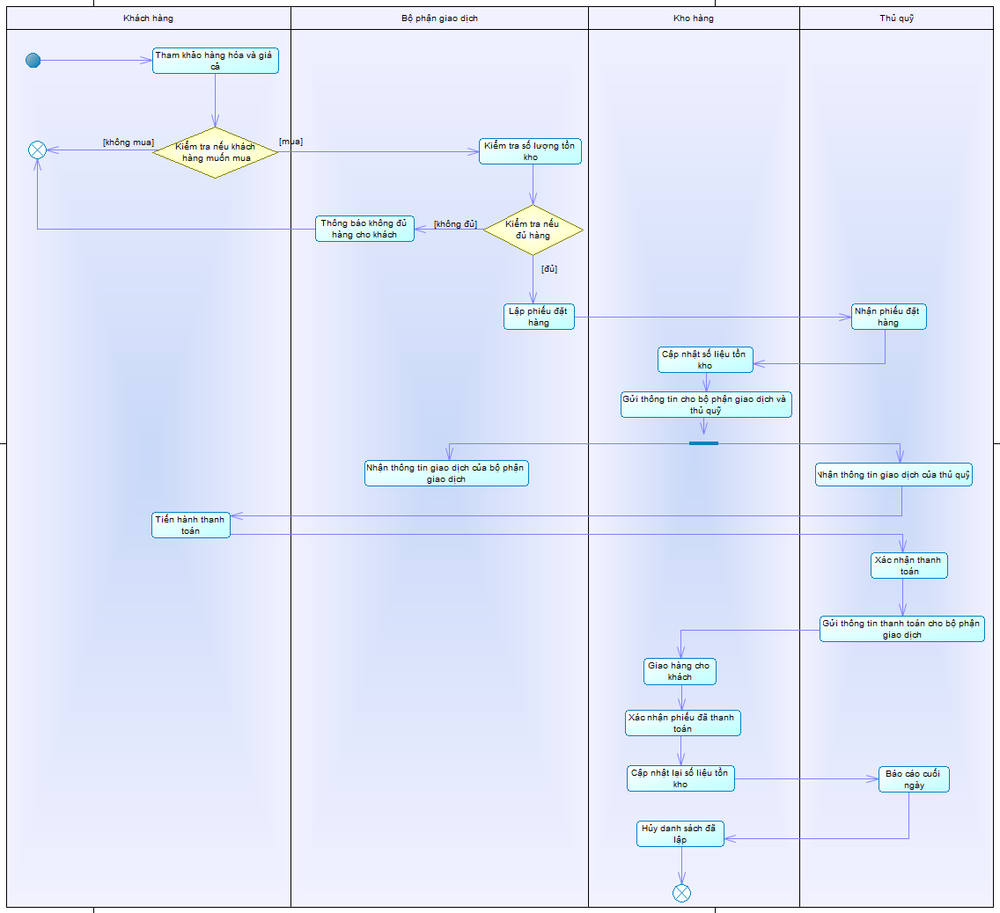 Khách hàng
Bộ phận giao dịch
Kho hàng
Thủ quỹ
Tham khảo hàng hóa và giá
cả
[không mua]
Kiểm tra nếu khách
hàng muốn mua
[mua]
Kiểm tra số lượng tồn
kho
Thông báo không đủ
hàng cho khách
[không đủ]
Kiểm tra nếu
đủ hàng
[đủ]
Lập phiếu đặt
hàng
Nhận phiếu đặt
hàng
Cập nhật số liệu tồn
kho
Gửi thông tin cho bộ phận giao dịch và
thủ quỹ
Nhận thông tin giao dịch của bộ phận
giao dịch
Nhận thông tin giao dịch của thủ quỹ
Tiến hành thanh
toán
Xác nhận thanh
toán
Gửi thông tin thanh toán cho bộ phận
giao dịch
Giao hàng cho
khách
Xác nhận phiếu đã thanh
toán
Cập nhật lại số liệu tồn
kho
Báo cáo cuối
ngày
Hủy danh sách đã
lập